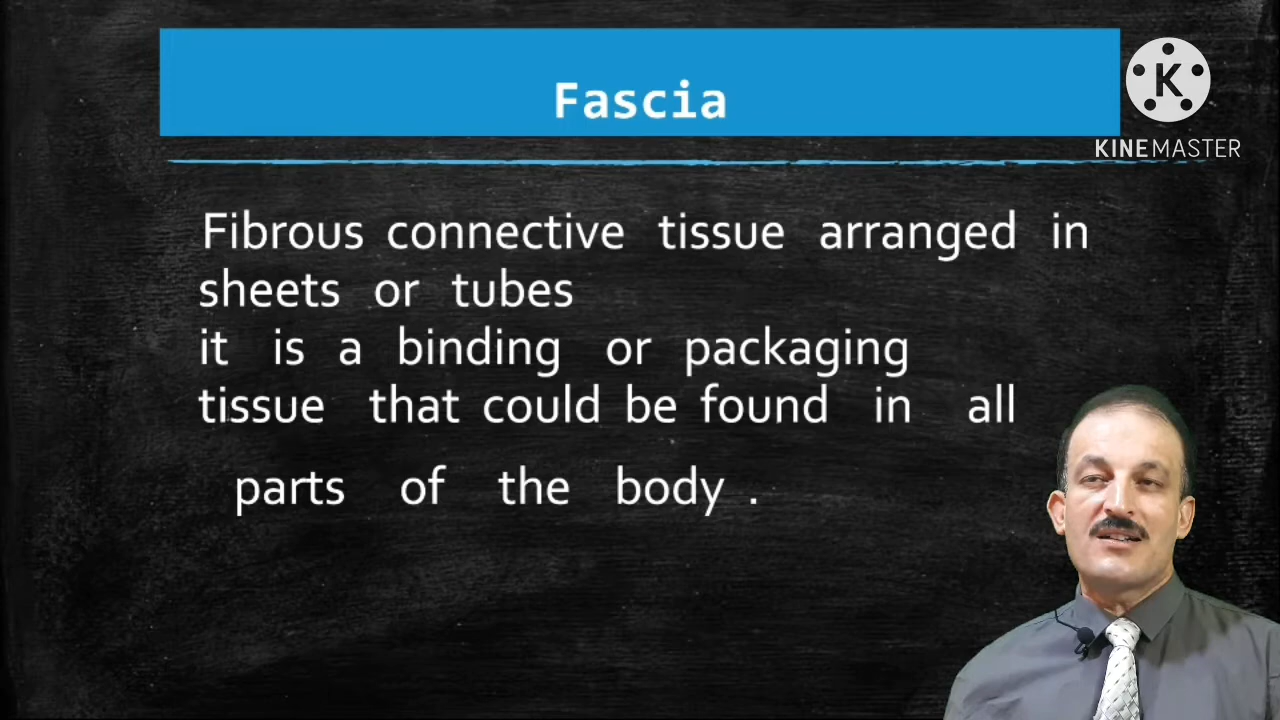 Fascia
K
KINEMASTER
Fibrous connective tissue arranged in
sheets or tubes
it is a binding or packaging
tissue that could be found in all
parts of the body .